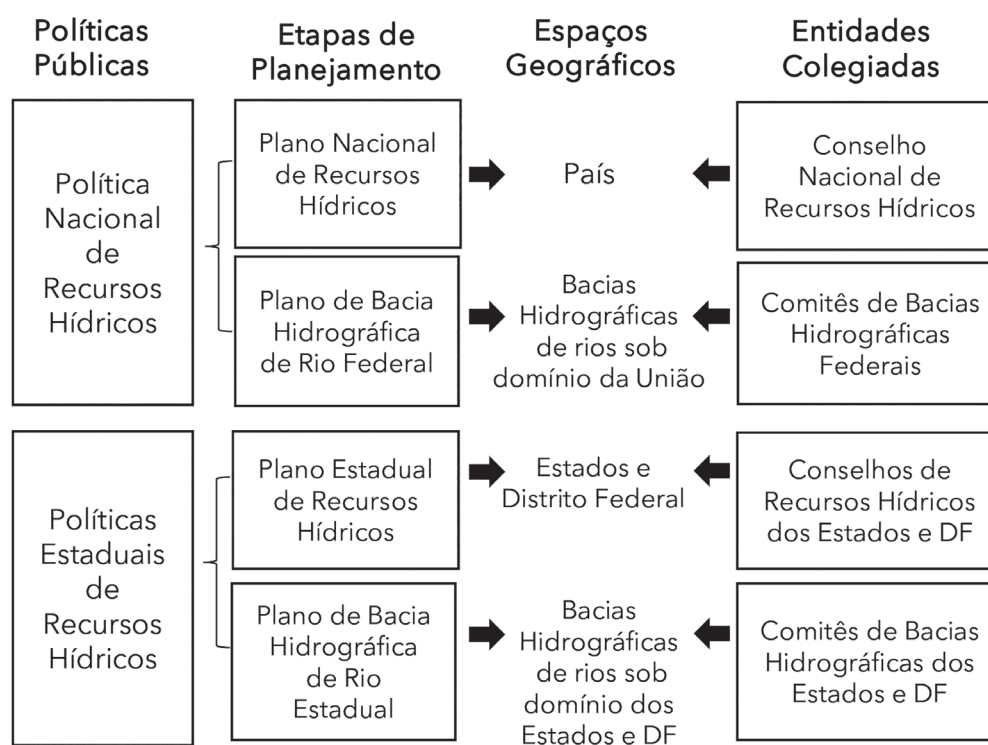 Políticas
Públicas
Etapas de
Planejamento
Espaços
Geográficos
Entidades
Colegiadas
Política
Nacional
de
Recursos
Hídricos
Plano Nacional
de Recursos
Hídricos
País
Conselho
Nacional de
Recursos Hídricos
Plano de Bacia
Hidrográfica
de Rio Federal
Bacias
Hidrográficas
de rios sob
domínio da União
Comitês de Bacias
Hidrográficas
Federais
Políticas
Estaduais
de
Recursos
Hídricos
Plano Estadual
de Recursos
Hídricos
Estados e
Distrito Federal
Conselhos de
Recursos Hídricos
dos Estados e DF
Plano de Bacia
Hidrográfica
de Rio
Estadual
Bacias
Hidrográficas
de rios sob
domínio dos
Estados e DF
Comitês de Bacias
Hidrográficas dos
Estados e DF